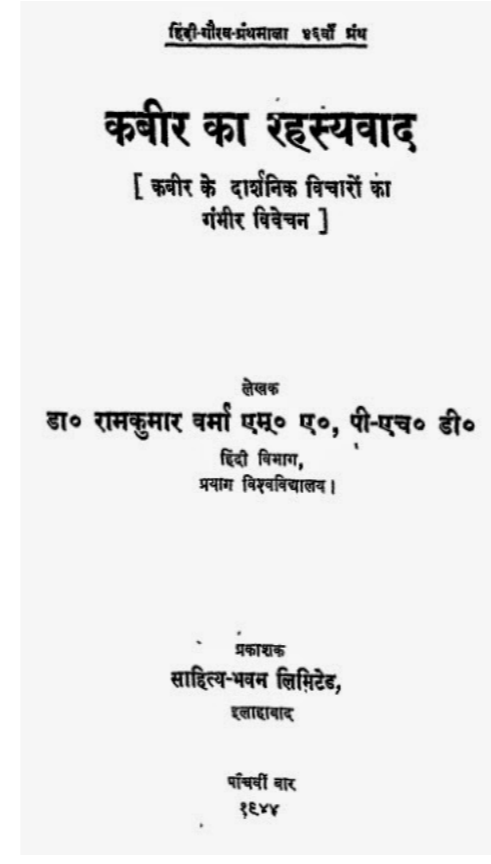 हिंदी-गौरव-ग्रंथमाला ४६वाँ ग्रंथ
कबीर का रहस्यवाद
[ कबीर के दार्शनिक विचारों का
गंभीर विवेचन ]
लेखक
डा० रामकुमार वर्मा एम्० ए०, पी-एच० डी०
हिंदी विभाग,
प्रयाग विश्वविद्यालय।
प्रकाशक
साहित्य-भवन लिमिटेड,
इलाहाबाद
पाँचवीं बार
१९४४